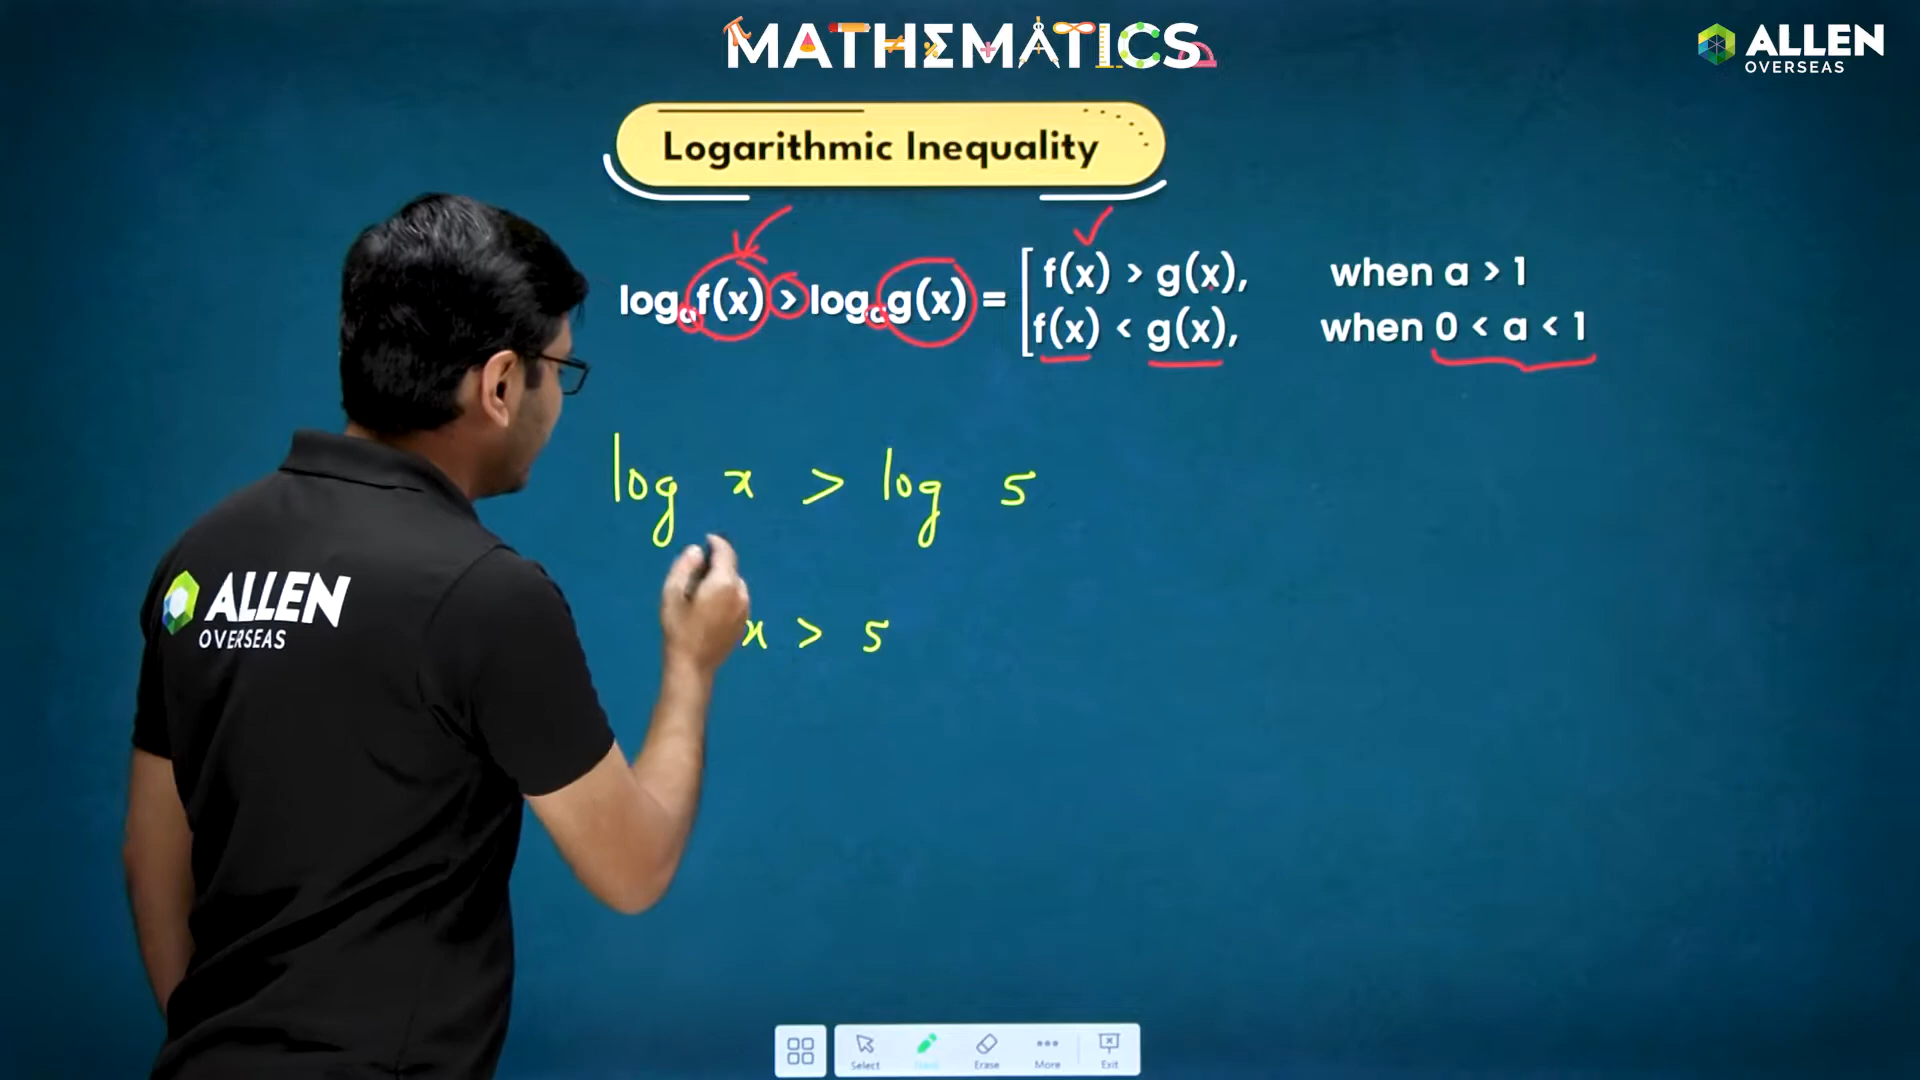 MATHEMATICS
ALLEN
OVERSEAS
Logarithmic Inequality
logₐf(x) > logₐg(x) = [ f(x) > g(x), when a > 1
f(x) < g(x), when 0 < a < 1
log x > log 5
x > 5
ALLEN
OVERSEAS
Select
Erase
More
Exit